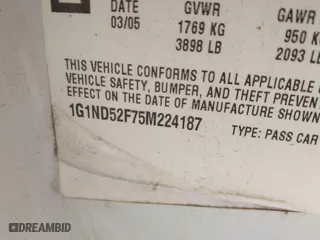 DATE GVWR GAWR
03/05 1769 KG 950 K
3898 LB 2093 LE
THIS VEHICLE CONFORMS TO ALL APPLICABLE
VEHICLE SAFETY, BUMPER, AND THEFT PREVEN
EFFECT ON THE DATE OF MANUFACTURE SHOWN
1G1ND52F75M224187
TYPE: PASS CAR
DREAMBID